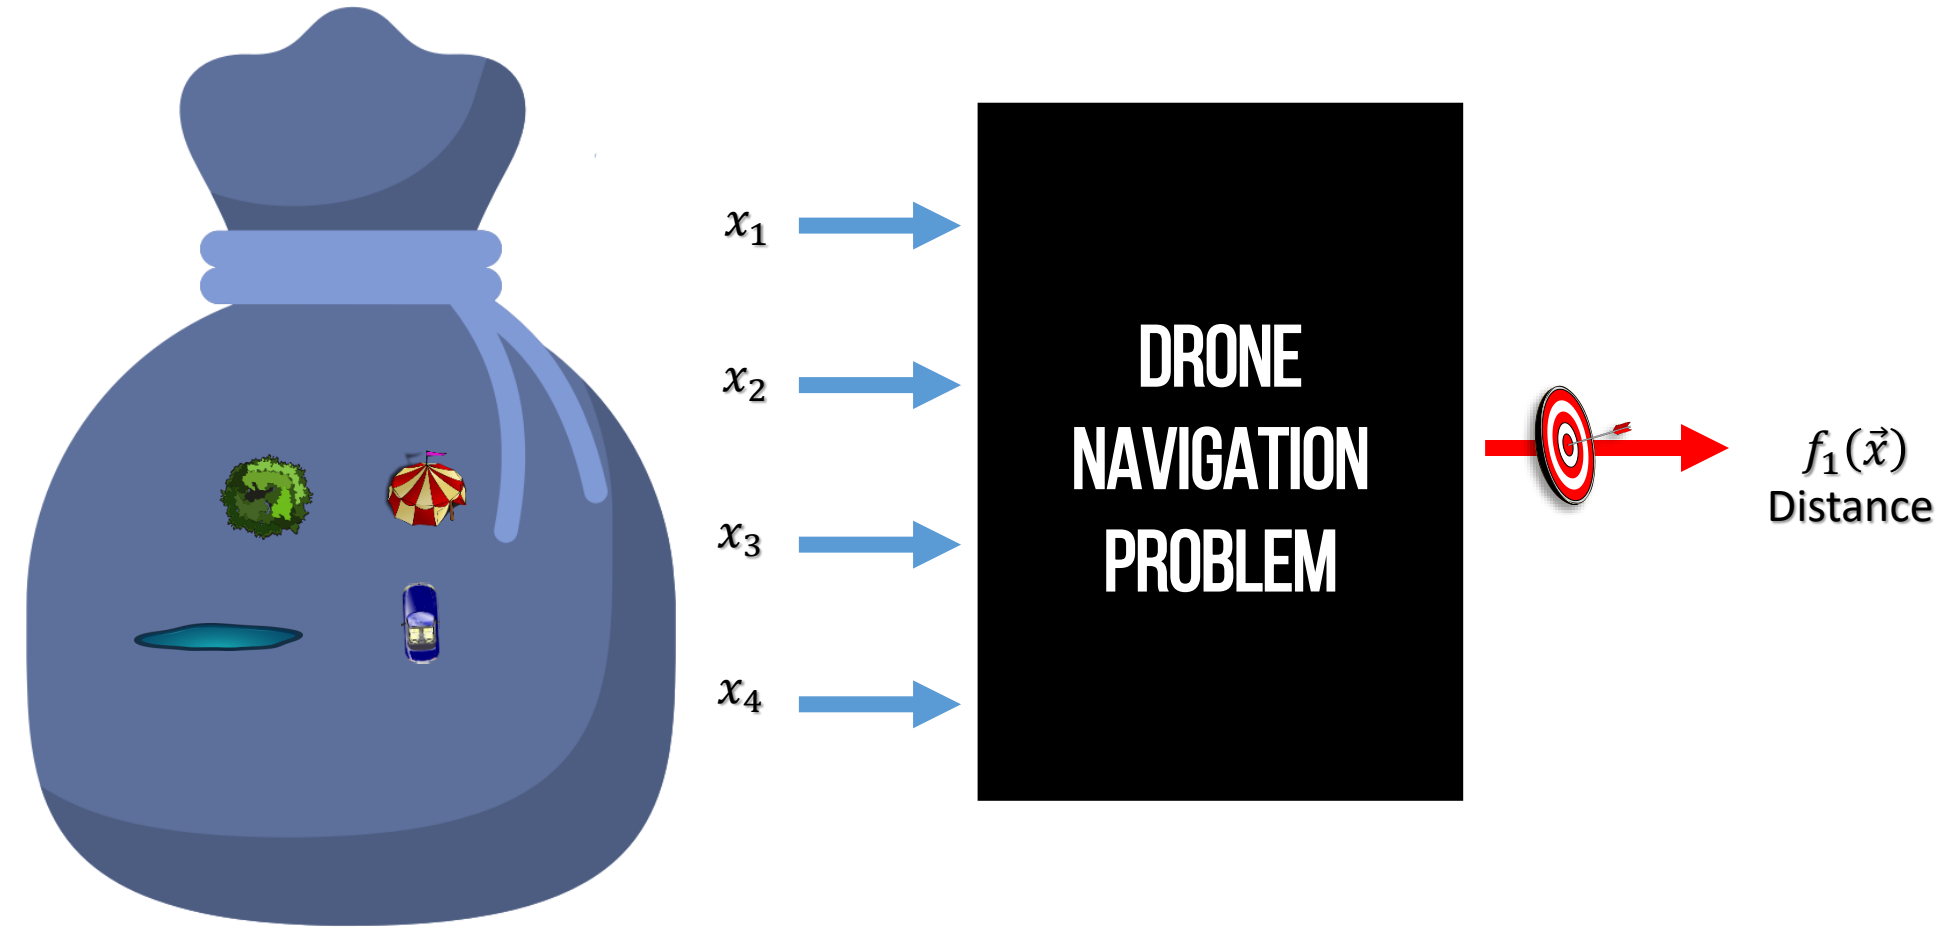 x₁
x₂
x₃
x₄
DRONE
NAVIGATION
PROBLEM
f₁(x⃗)
Distance